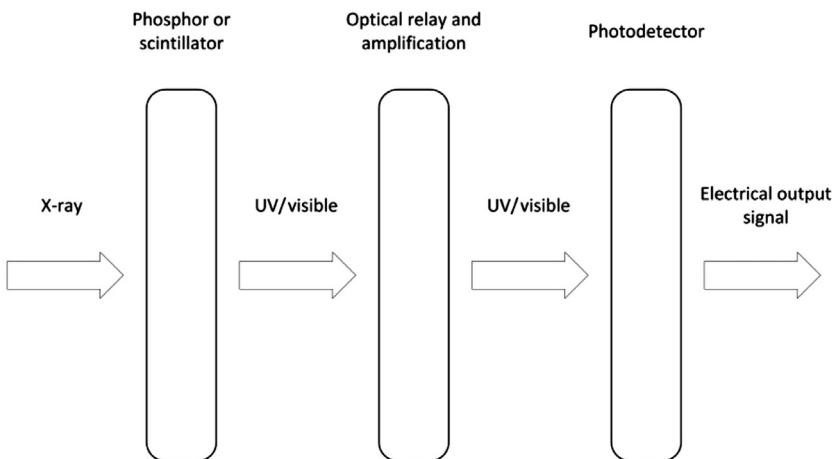 Phosphor or
scintillator
Optical relay and
amplification
Photodetector
X-ray
UV/visible
UV/visible
Electrical output
signal